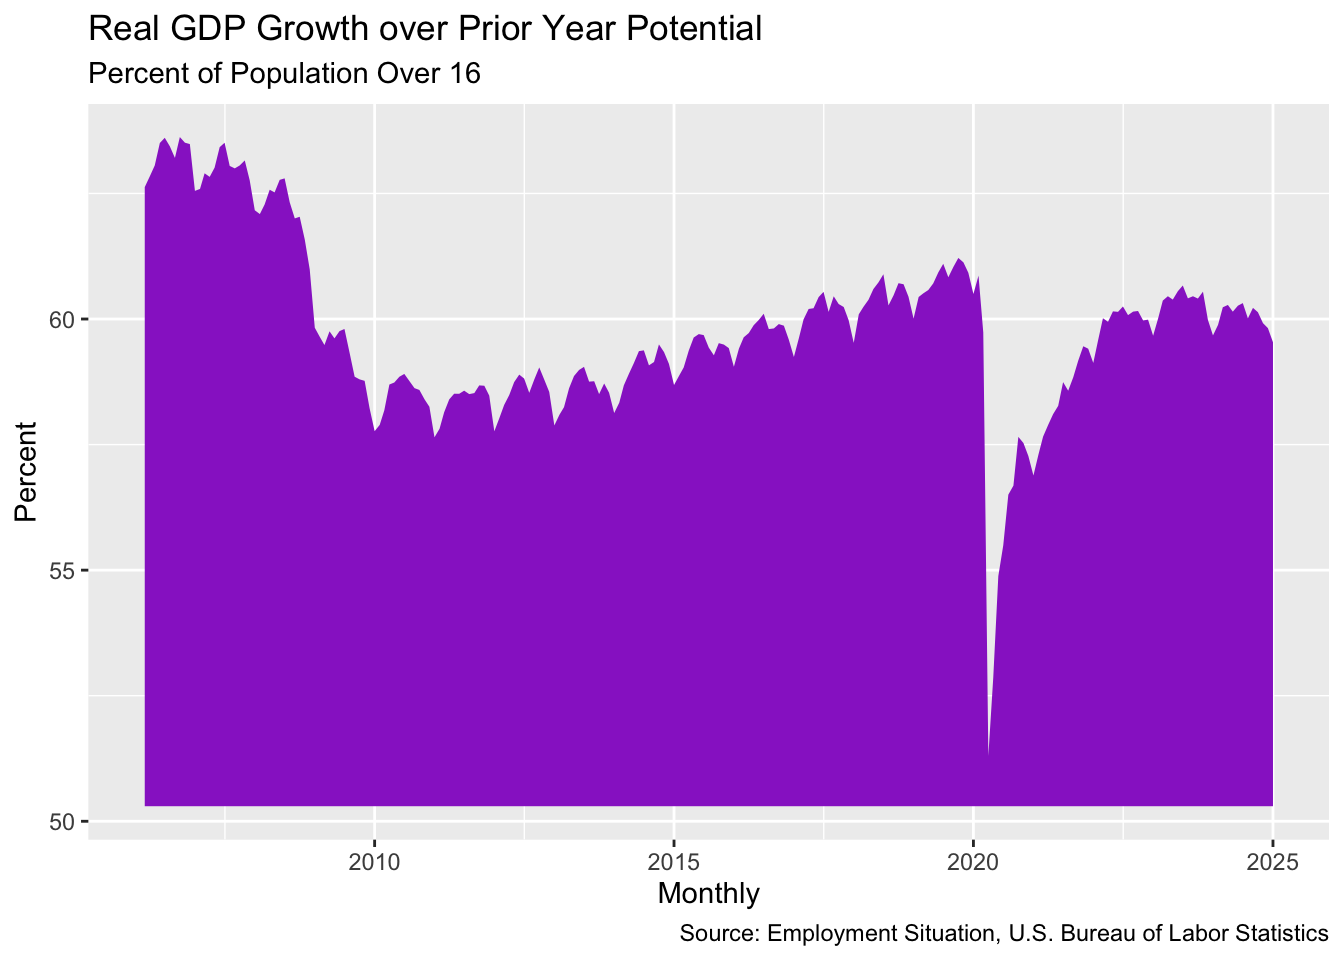 Real GDP Growth over Prior Year Potential
Percent of Population Over 16
Percent
60
55
50
2010 2015 2020 2025
Monthly
Source: Employment Situation, U.S. Bureau of Labor Statistics